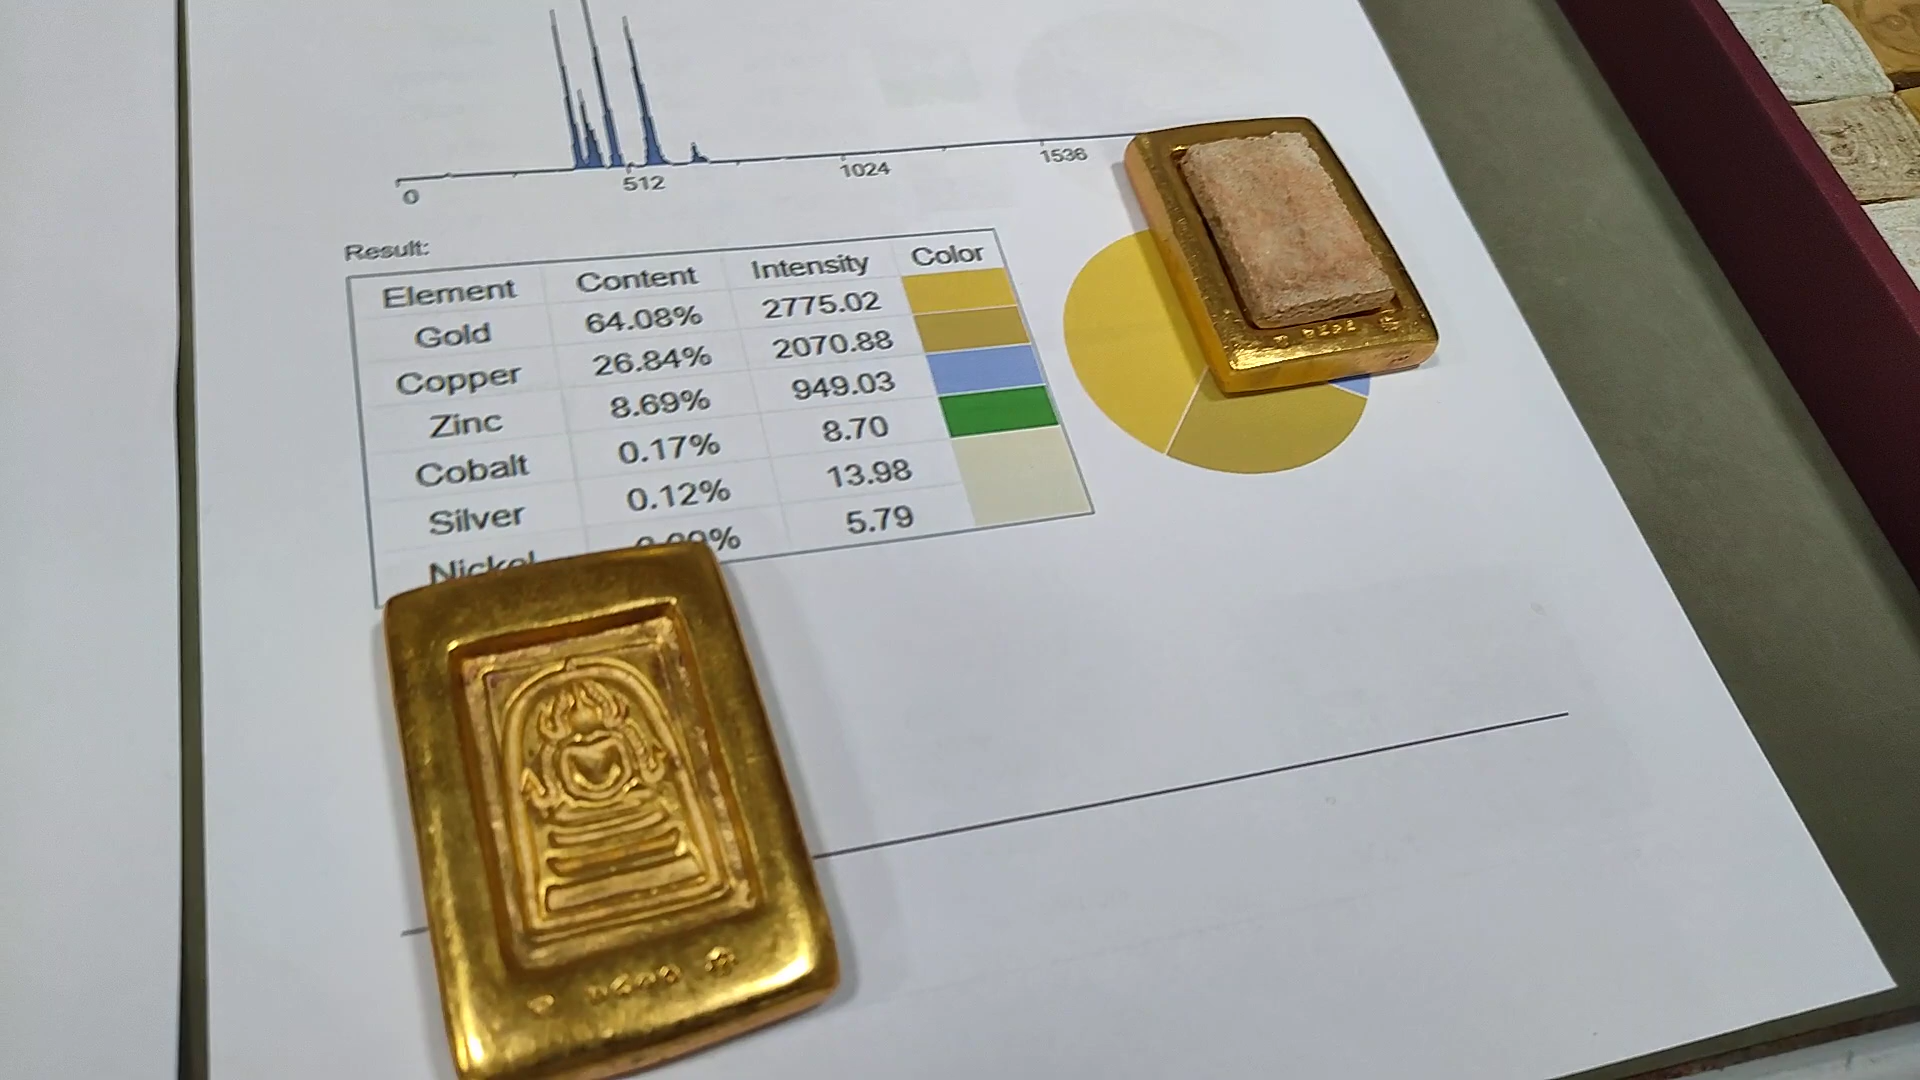 0 512 1024 1536
Result:
Element Content Intensity Color
Gold 64.08% 2775.02
Copper 26.84% 2070.88
Zinc 8.69% 949.03
Cobalt 0.17% 8.70
Silver 0.12% 13.98
Nickel 5.79